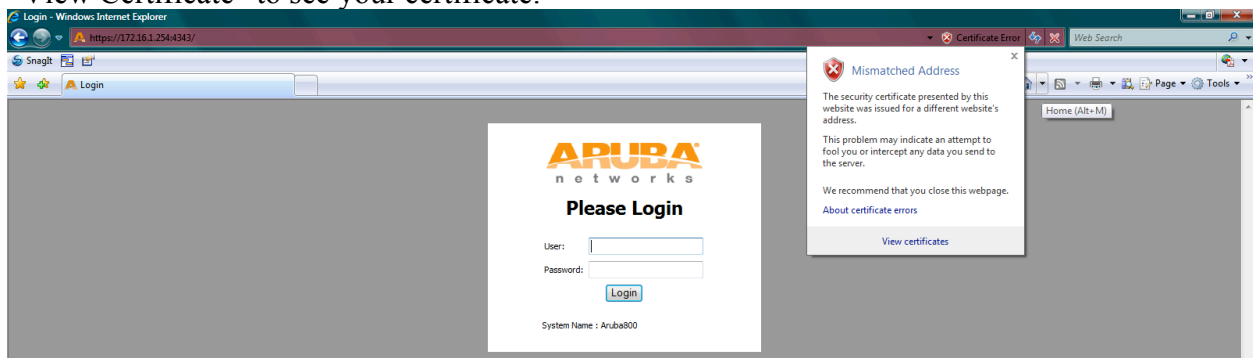 "View Certificate" to see your certificate.
Login - Windows Internet Explorer
https://172.16.1.254:4343/
Certificate Error
Web Search
SnagIt
Login
Page
Tools
Home (Alt+M)
Mismatched Address
The security certificate presented by this
website was issued for a different website's
address.
This problem may indicate an attempt to
fool you or intercept any data you send to
the server.
We recommend that you close this webpage.
About certificate errors
View certificates
ARUBA
networks
Please Login
User:
Password:
Login
System Name : Aruba800